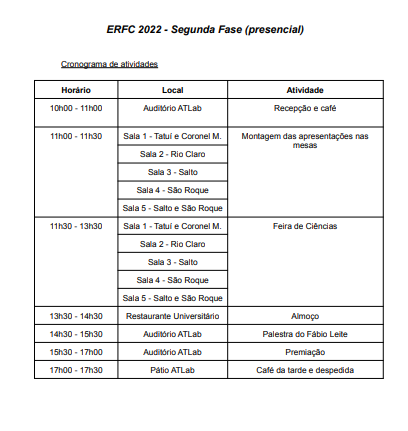 ERFC 2022 - Segunda Fase (presencial)
Cronograma de atividades
Horário Local Atividade
10h00 - 11h00 Auditório ATLab Recepção e café
11h00 - 11h30 Sala 1 - Tatuí e Coronel M. Montagem das apresentações nas
mesas
Sala 2 - Rio Claro
Sala 3 - Salto
Sala 4 - São Roque
Sala 5 - Salto e São Roque
11h30 - 13h30 Sala 1 - Tatuí e Coronel M. Feira de Ciências
Sala 2 - Rio Claro
Sala 3 - Salto
Sala 4 - São Roque
Sala 5 - Salto e São Roque
13h30 - 14h30 Restaurante Universitário Almoço
14h30 - 15h30 Auditório ATLab Palestra do Fábio Leite
15h30 - 17h00 Auditório ATLab Premiação
17h00 - 17h30 Pátio ATLab Café da tarde e despedida